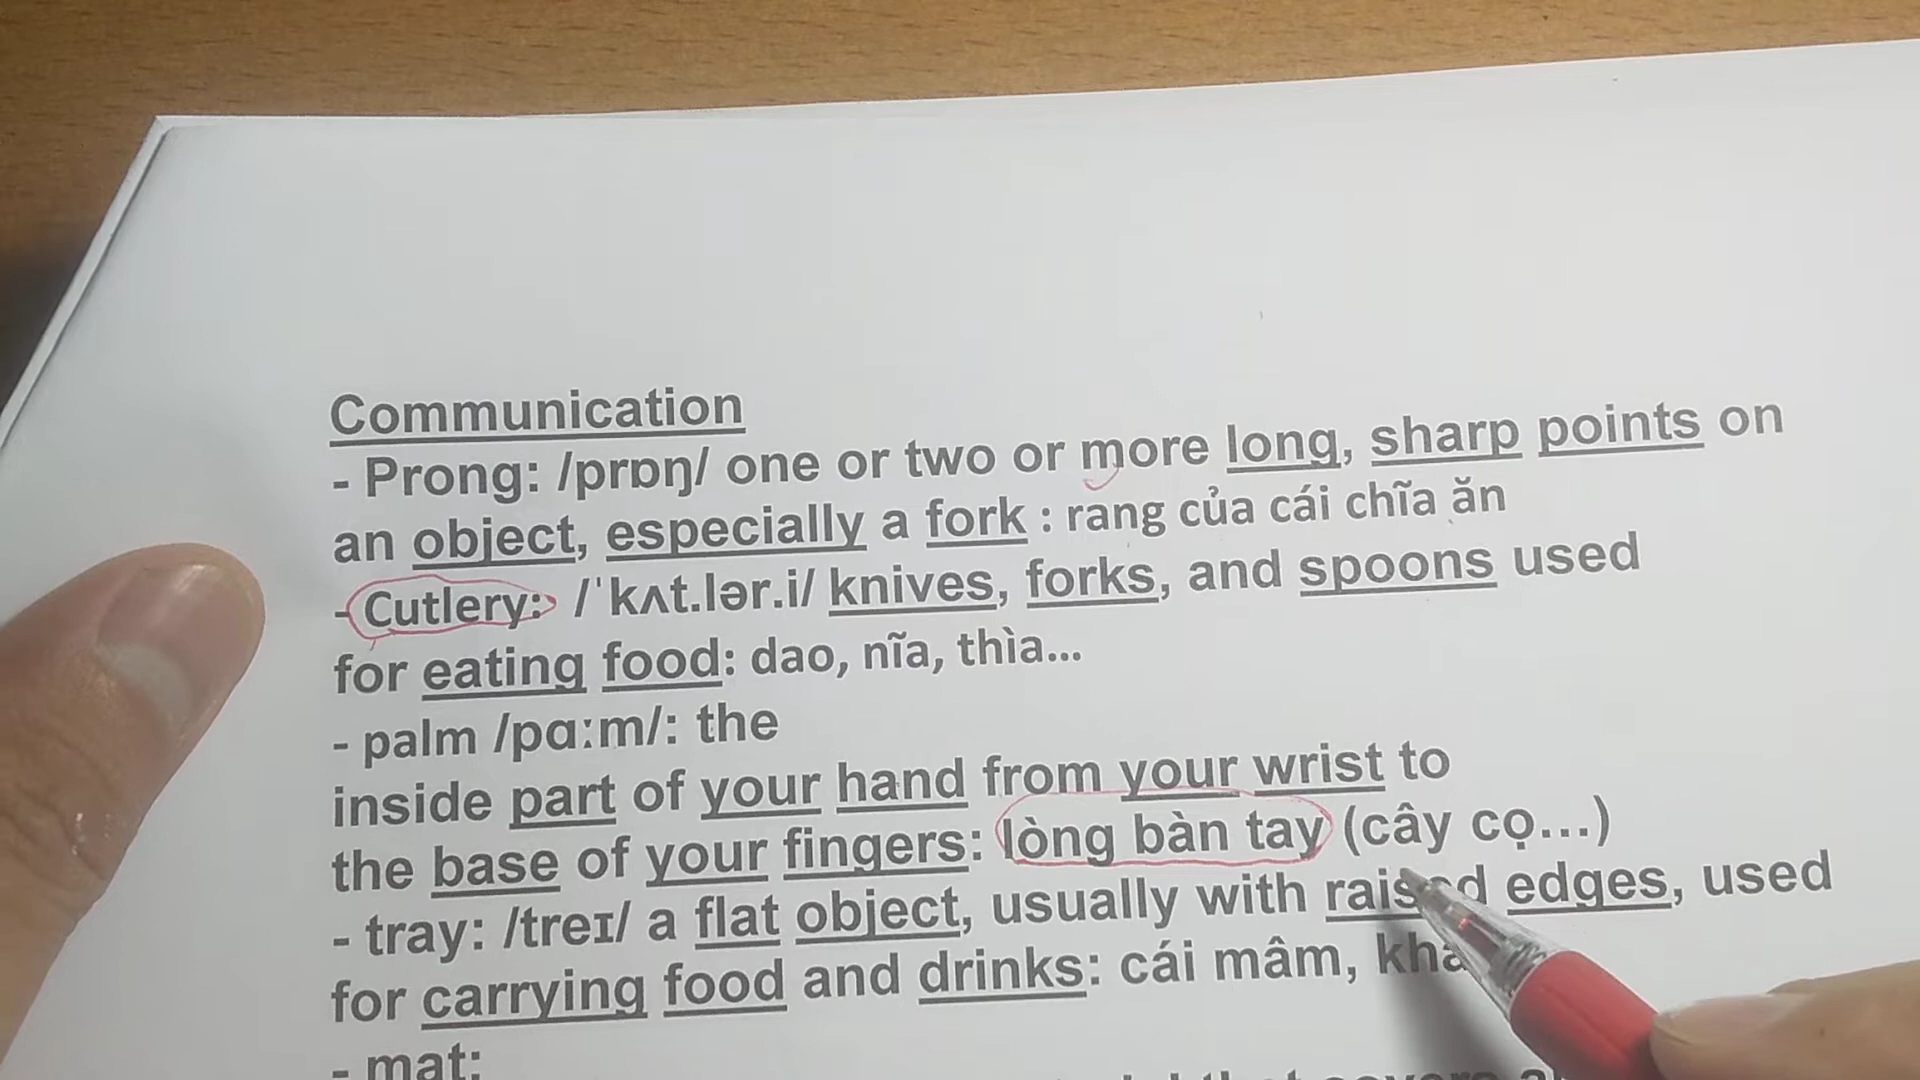 Communication
- Prong: /prɒŋ/ one or two or more long, sharp points on
an object, especially a fork : rang của cái chĩa ăn
- Cutlery: /ˈkʌt.lər.i/ knives, forks, and spoons used
for eating food: dao, nĩa, thìa...
- palm /pɑːm/: the
inside part of your hand from your wrist to
the base of your fingers: lòng bàn tay (cây cọ...)
- tray: /treɪ/ a flat object, usually with raised edges, used
for carrying food and drinks: cái mâm,
- mat: